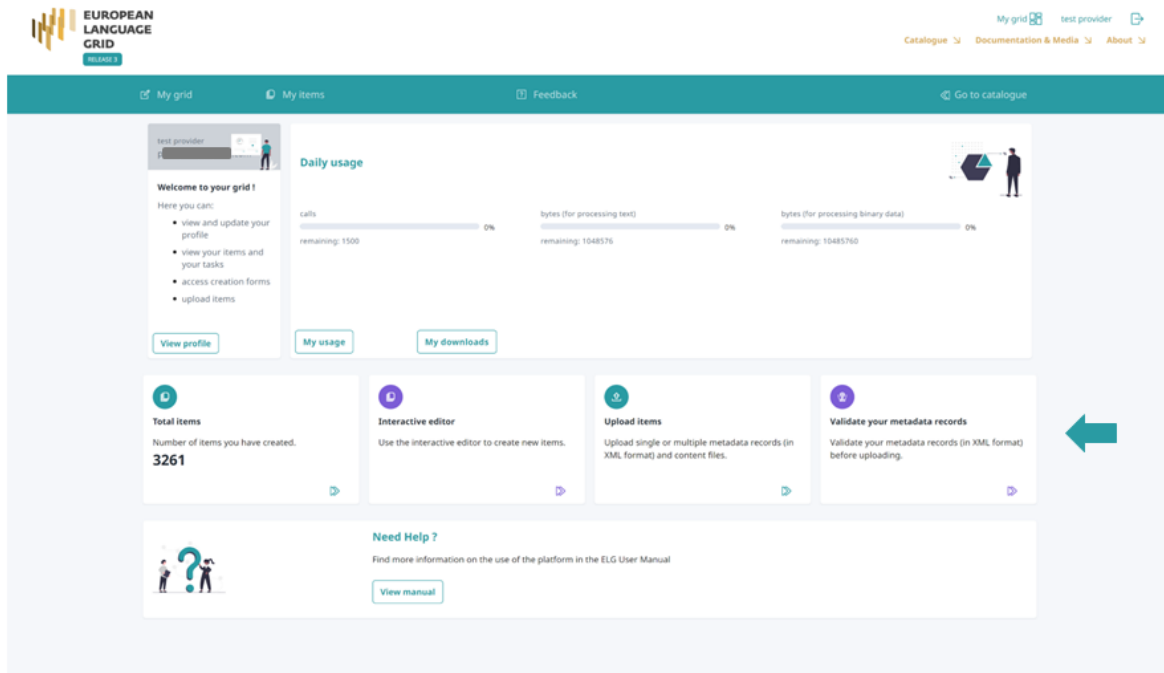 EUROPEAN
LANGUAGE
GRID
RELEASE 3
My grid
test provider
Catalogue
Documentation & Media
About
My grid
My items
Feedback
Go to catalogue
test provider
Welcome to your grid !
Here you can:
view and update your
profile
view your items and
your tasks
access creation forms
upload items
View profile
Daily usage
calls
0%
remaining: 1500
bytes (for processing text)
0%
remaining: 1048576
bytes (for processing binary data)
0%
remaining: 10485760
My usage
My downloads
Total items
Number of items you have created.
3261
Interactive editor
Use the interactive editor to create new items.
Upload items
Upload single or multiple metadata records (in
XML format) and content files.
Validate your metadata records
Validate your metadata records (in XML format)
before uploading.
Need Help ?
Find more information on the use of the platform in the ELG User Manual
View manual